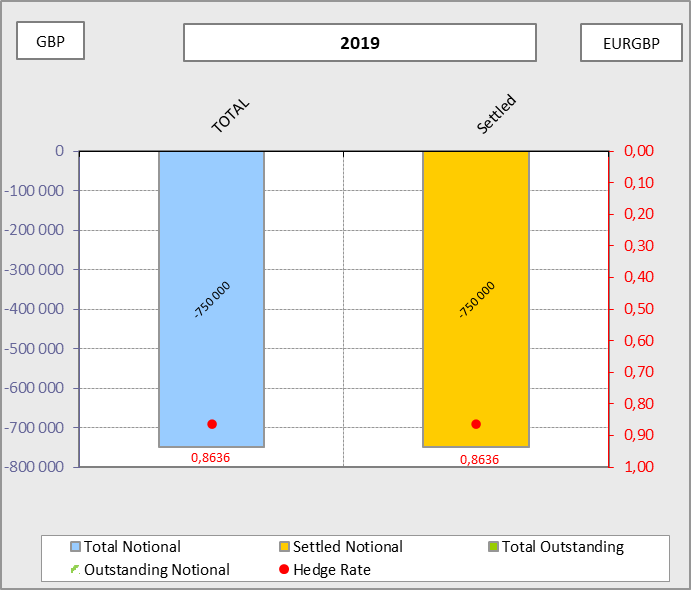 GBP
2019
EURGBP
TOTAL
Settled
0
-100 000
-200 000
-300 000
-400 000
-500 000
-600 000
-700 000
-800 000
-750 000
-750 000
0,8636
0,8636
0,00
0,10
0,20
0,30
0,40
0,50
0,60
0,70
0,80
0,90
1,00
Total Notional
Settled Notional
Total Outstanding
Outstanding Notional
Hedge Rate